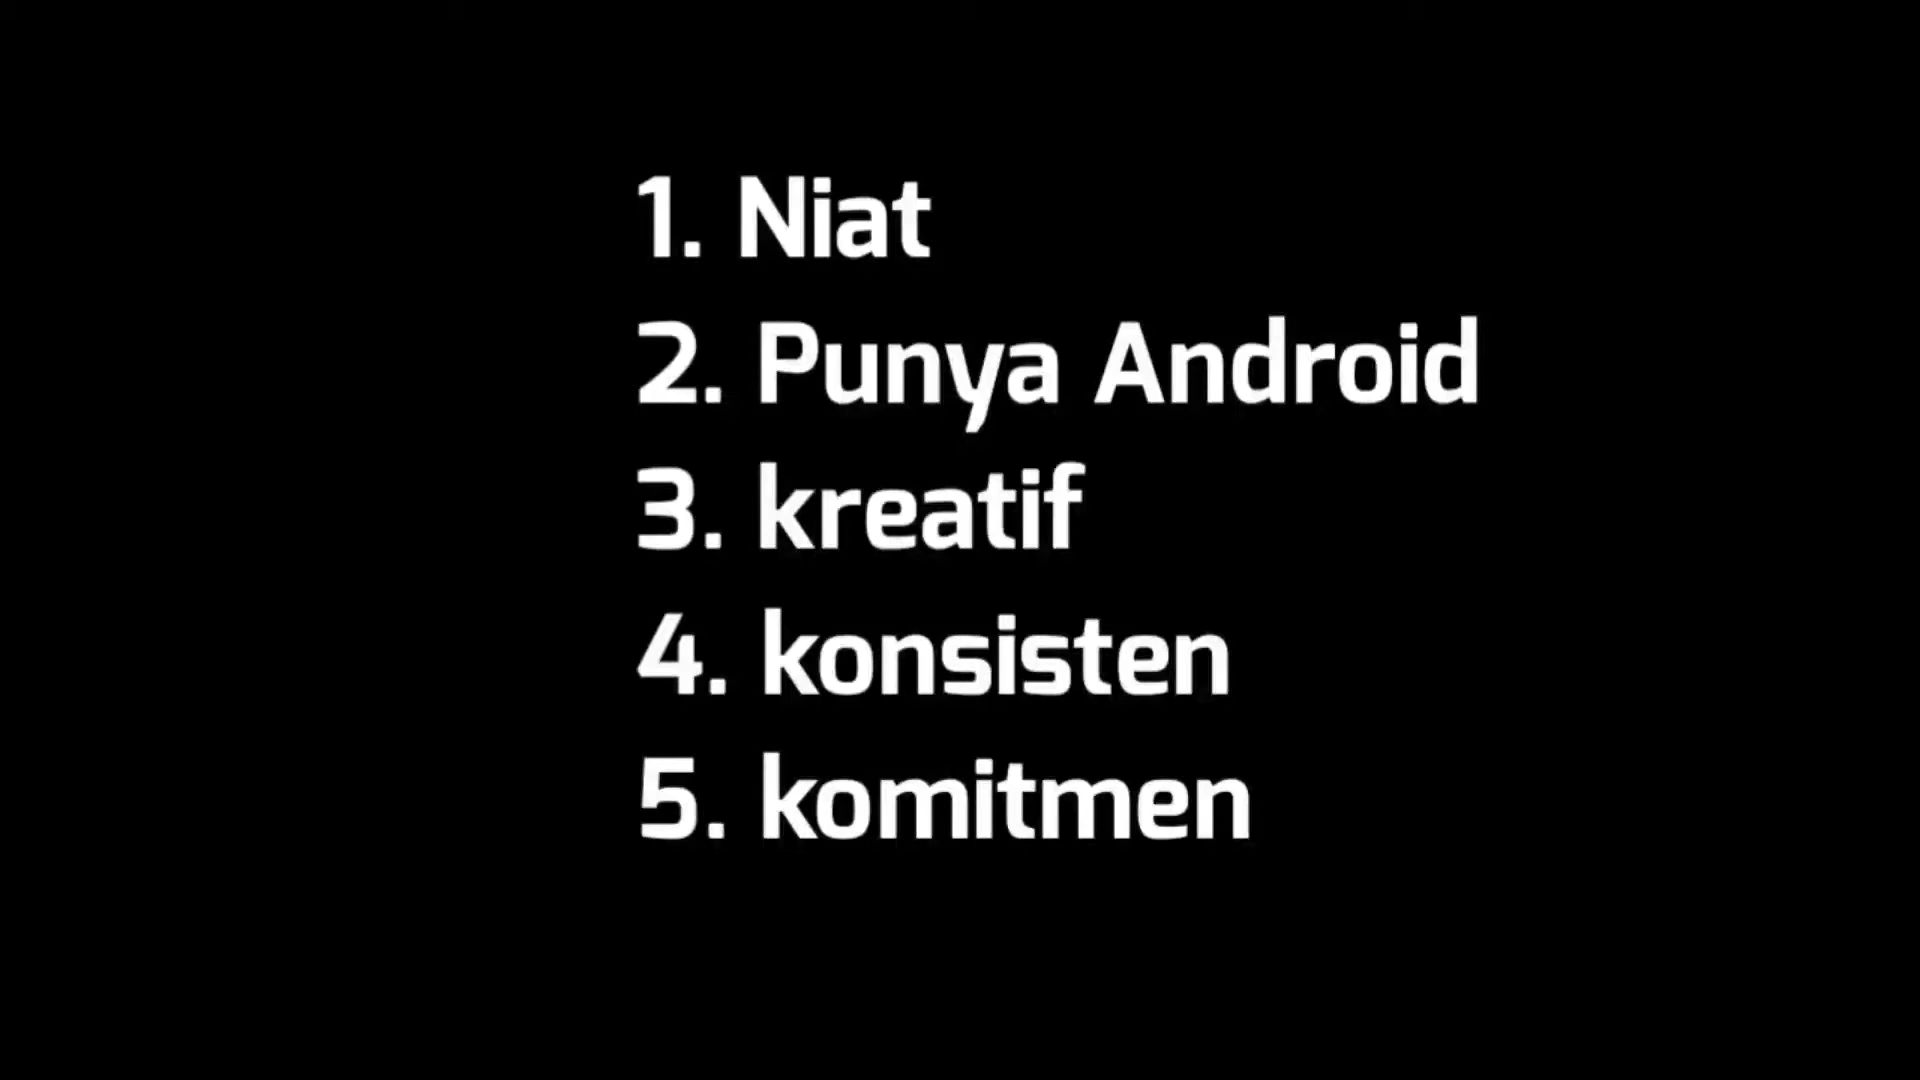 1. Niat
2. Punya Android
3. kreatif
4. konsisten
5. komitmen